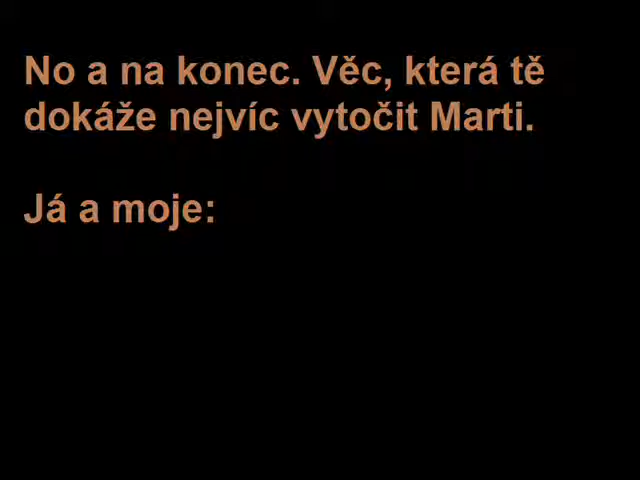 No a na konec. Věc, která tě
dokáže nejvíc vytočit Marti.
Já a moje: